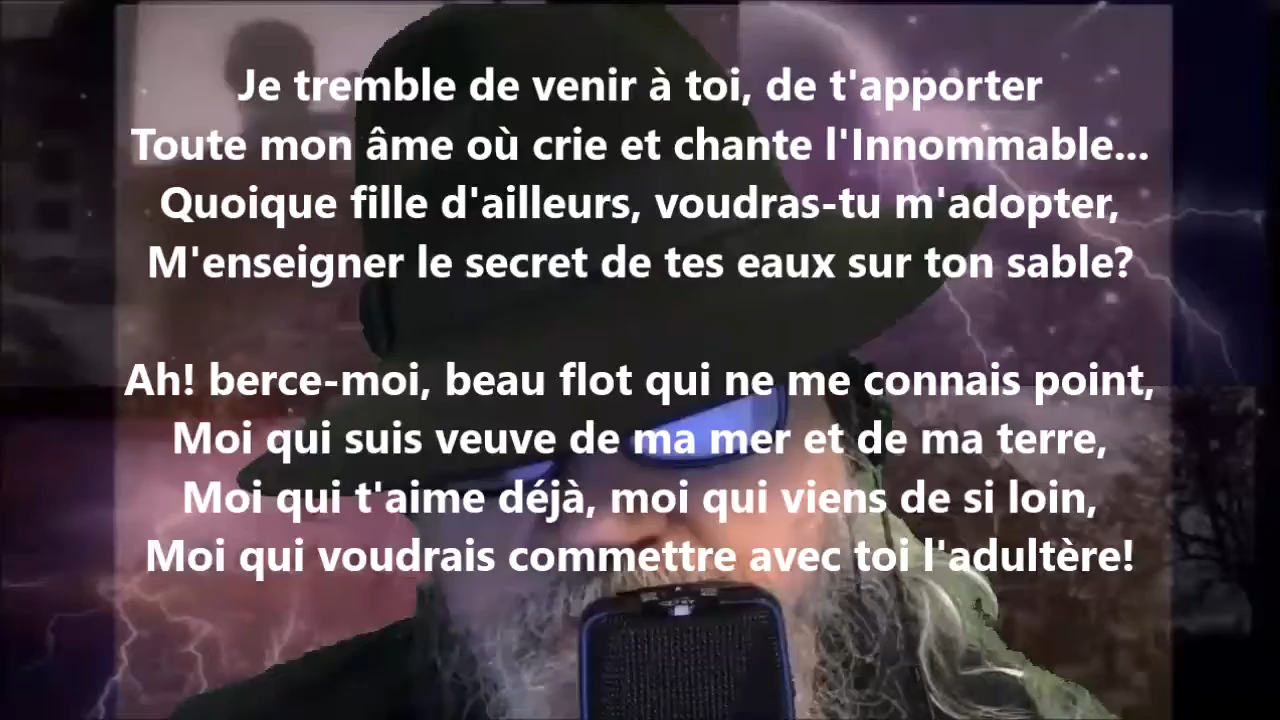 Je tremble de venir à toi, de t'apporter
Toute mon âme où crie et chante l'Innommable...
Quoique fille d'ailleurs, voudras-tu m'adopter,
M'enseigner le secret de tes eaux sur ton sable?
Ah! berce-moi, beau flot qui ne me connais point,
Moi qui suis veuve de ma mer et de ma terre,
Moi qui t'aime déjà, moi qui viens de si loin,
Moi qui voudrais commettre avec toi l'adultère!